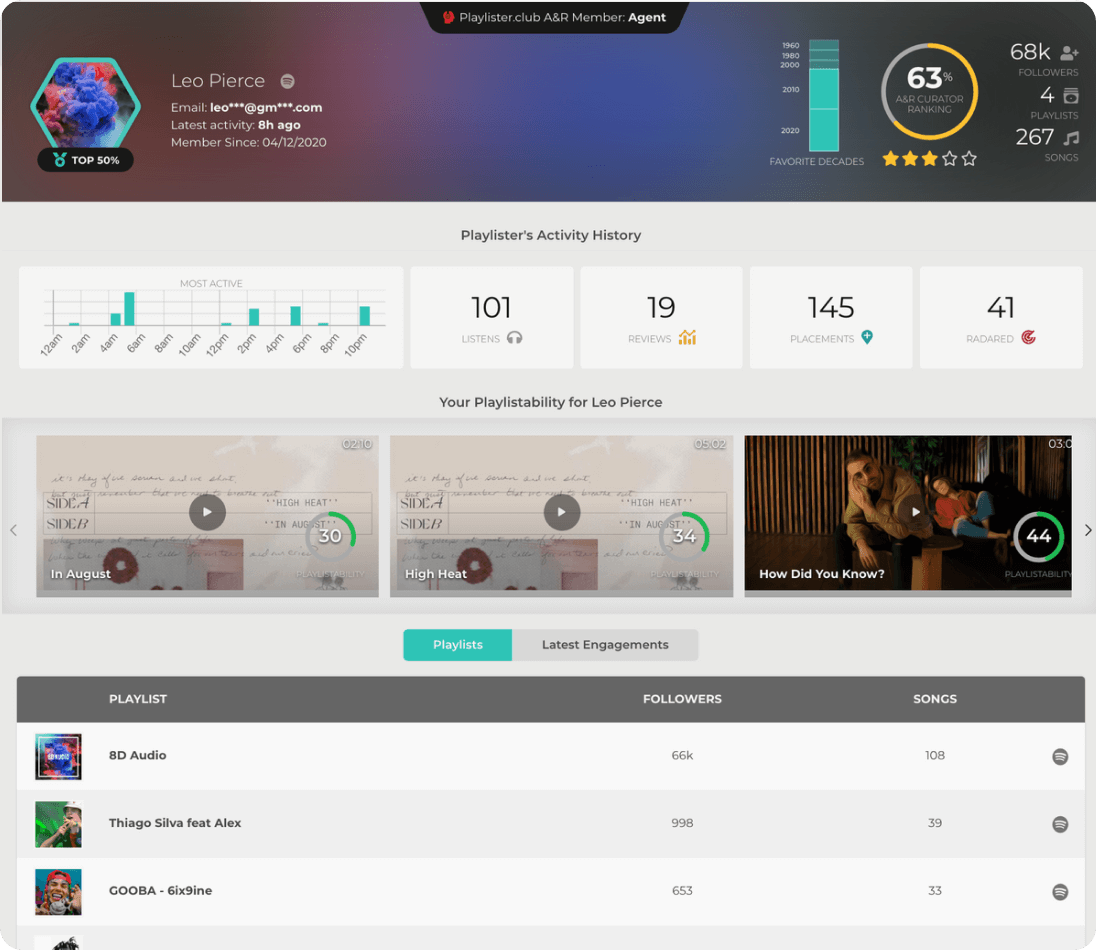 Playlister.club A&R Member: Agent
Leo Pierce
Email: leo***@gm***.com
Latest activity: 8h ago
Member Since: 04/12/2020
TOP 50%
1960
1980
2000
2010
2020
FAVORITE DECADES
63%
A&R CURATOR
RANKING
68k
FOLLOWERS
4
PLAYLISTS
267
SONGS
Playlister's Activity History
MOST ACTIVE
12am 2am 4am 6am 8am 10am 12pm 2pm 4pm 6pm 8pm 10pm
101
LISTENS
19
REVIEWS
145
PLACEMENTS
41
RADARED
Your Playlistability for Leo Pierce
02:10
SIDE A
''HIGH HEAT''
SIDE B
''IN AUGUST''
30
In August
PLAYLISTABILITY
05:02
SIDE A
''HIGH HEAT''
SIDE B
''IN AUGUST''
34
High Heat
PLAYLISTABILITY
03:0
44
How Did You Know?
PLAYLISTABILITY
Playlists
Latest Engagements
PLAYLIST FOLLOWERS SONGS
8D AUDIO
8D Audio 66k 108
Thiago Silva feat Alex 998 39
GOOBA - 6ix9ine 653 33